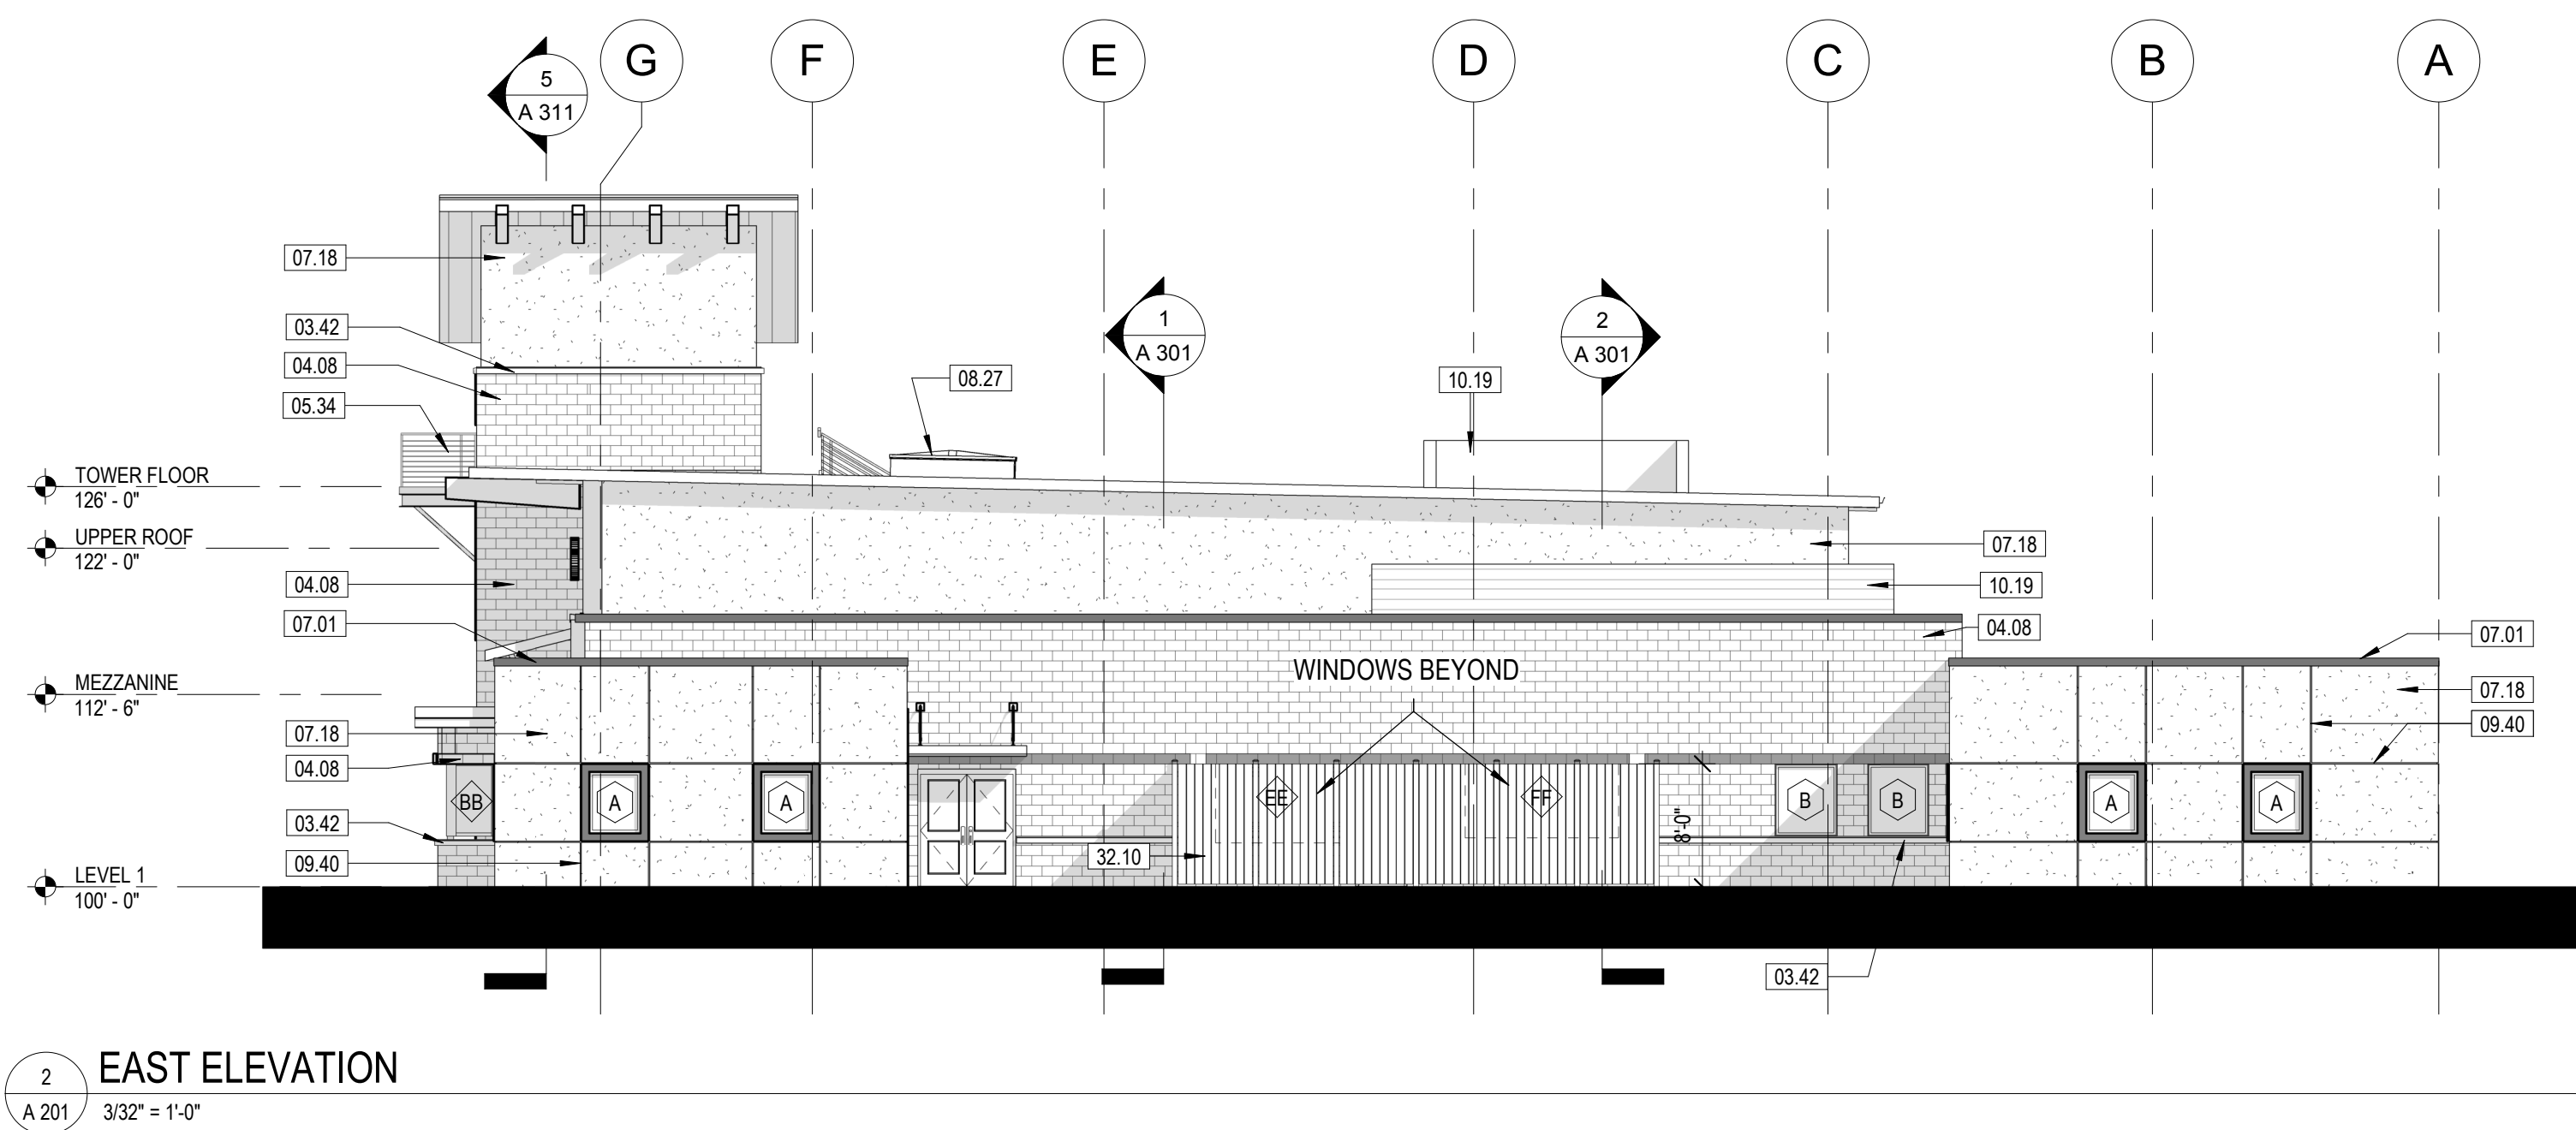 G F E D C B A
5
A 311
07.18
03.42
1
A 301
2
A 301
04.08
08.27
10.19
05.34
TOWER FLOOR
126' - 0"
UPPER ROOF
122' - 0"
07.18
04.08
10.19
07.01
04.08
07.01
WINDOWS BEYOND
MEZZANINE
112' - 6"
07.18
07.18
09.40
04.08
BB A A EE FF B B A A
03.42
8'-0"
32.10
09.40
LEVEL 1
100' - 0"
03.42
2
A 201
EAST ELEVATION
3/32" = 1'-0"